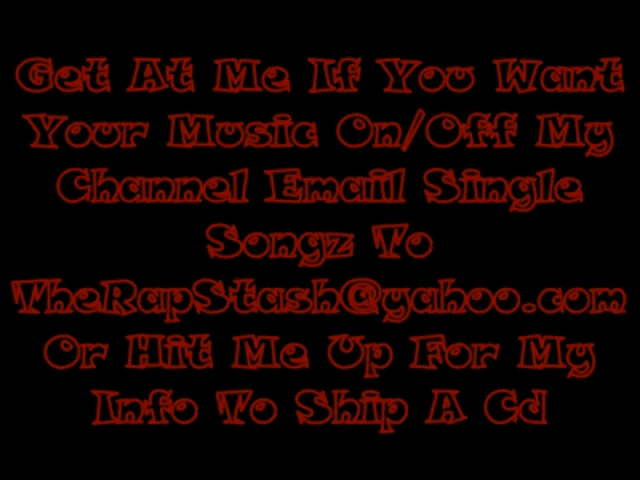 Get At Me If You Want
Your Music On/Off My
Channel Email Single
Songz To
TheRapStash@yahoo.com
Or Hit Me Up For My
Info To Ship A Cd